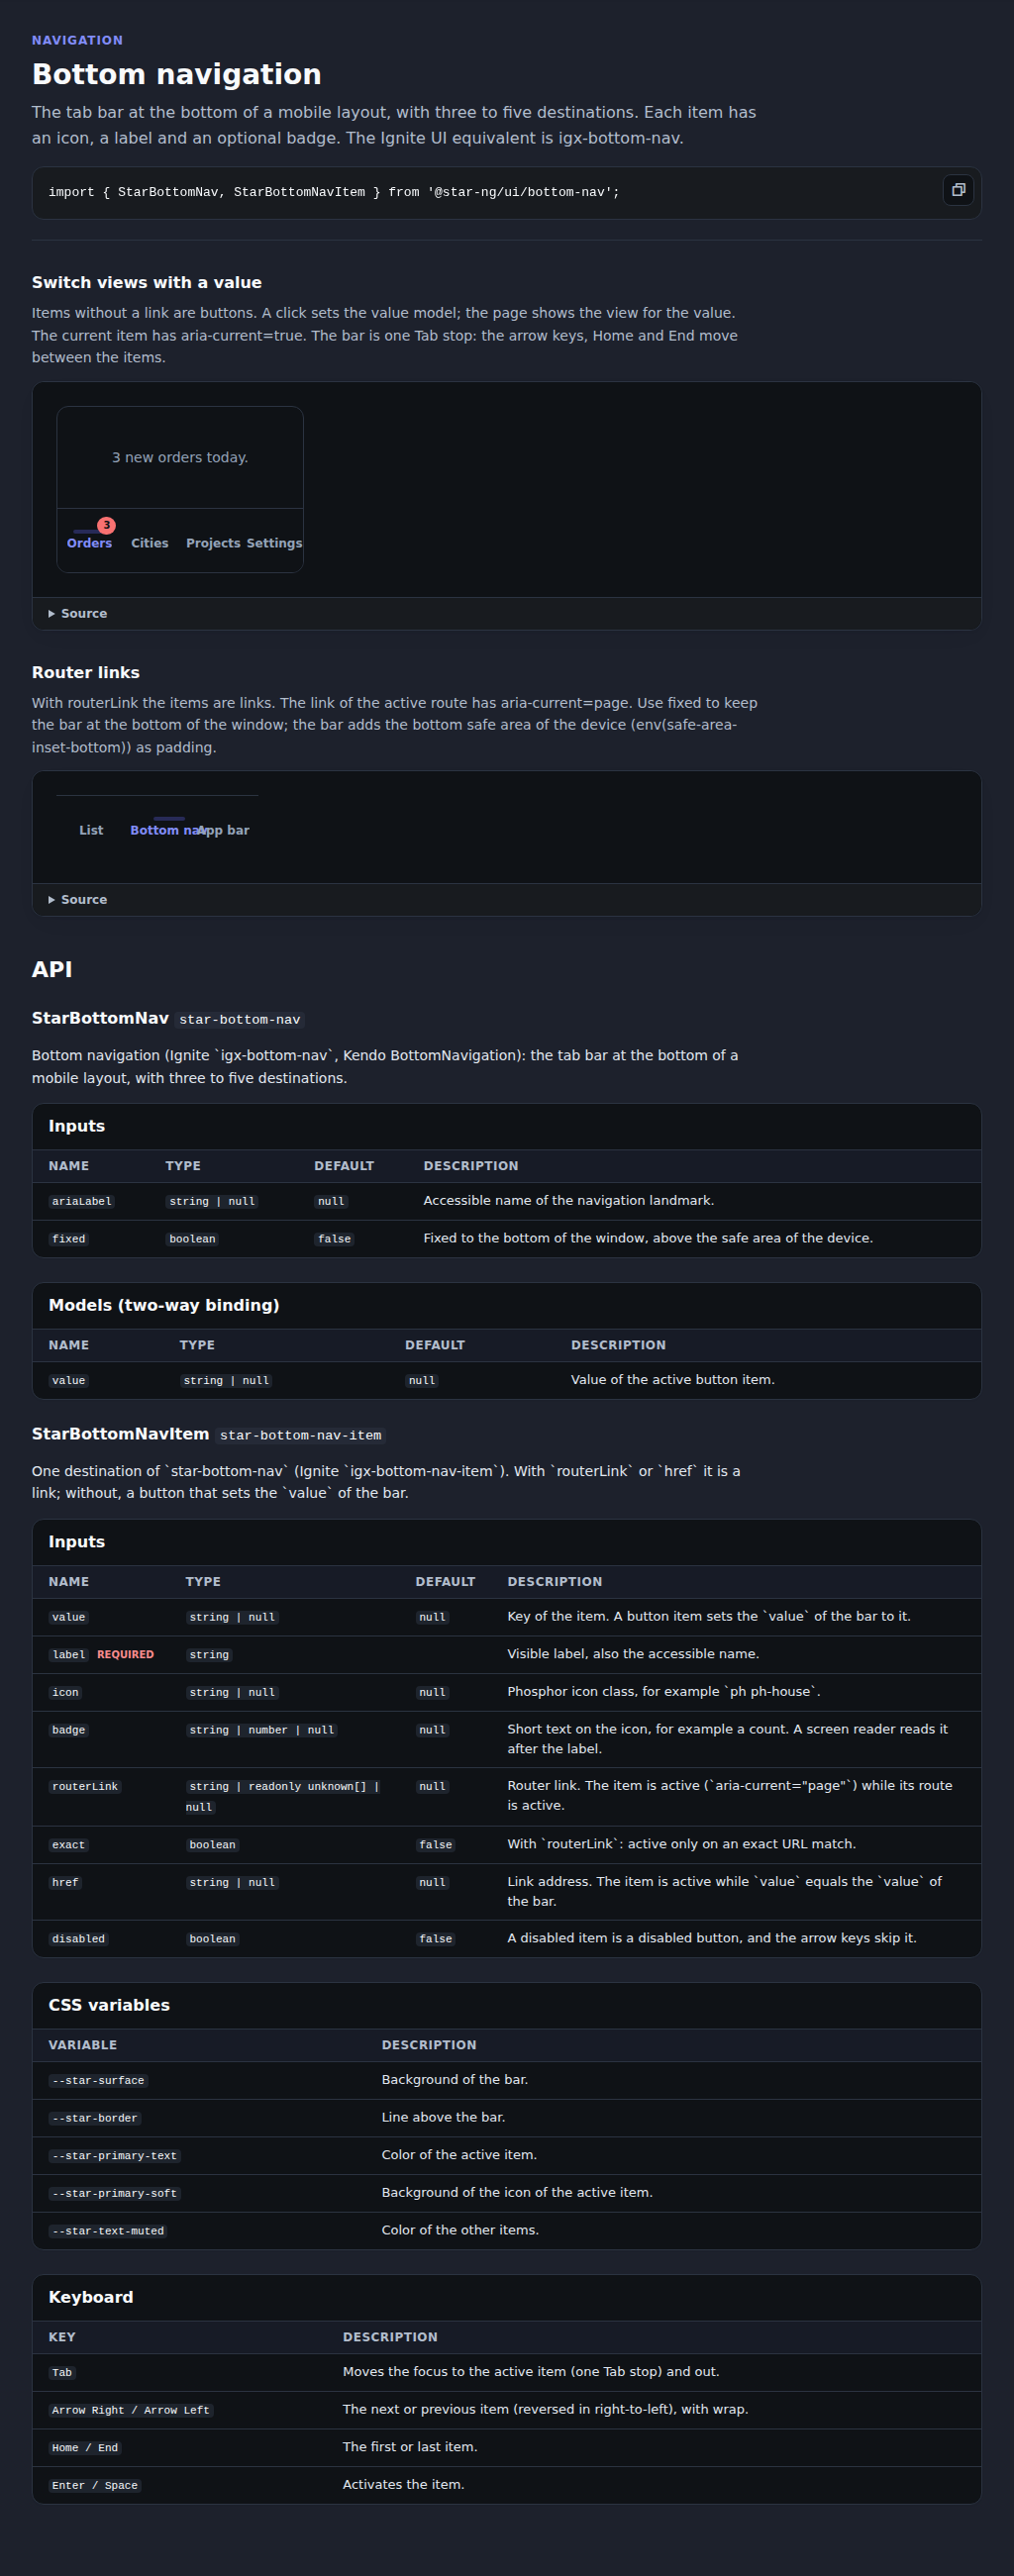 NAVIGATION
Bottom navigation
The tab bar at the bottom of a mobile layout, with three to five destinations. Each item has
an icon, a label and an optional badge. The Ignite UI equivalent is igx-bottom-nav.
import { StarBottomNav, StarBottomNavItem } from '@star-ng/ui/bottom-nav';
Switch views with a value
Items without a link are buttons. A click sets the value model; the page shows the view for the value.
The current item has aria-current=true. The bar is one Tab stop: the arrow keys, Home and End move
between the items.
3 new orders today.
3
Orders Cities Projects Settings
Source
Router links
With routerLink the items are links. The link of the active route has aria-current=page. Use fixed to keep
the bar at the bottom of the window; the bar adds the bottom safe area of the device (env(safe-area-
inset-bottom)) as padding.
List Bottom nav App bar
Source
API
StarBottomNav star-bottom-nav
Bottom navigation (Ignite `igx-bottom-nav`, Kendo BottomNavigation): the tab bar at the bottom of a
mobile layout, with three to five destinations.
Inputs
NAME TYPE DEFAULT DESCRIPTION
ariaLabel string | null null Accessible name of the navigation landmark.
fixed boolean false Fixed to the bottom of the window, above the safe area of the device.
Models (two-way binding)
NAME TYPE DEFAULT DESCRIPTION
value string | null null Value of the active button item.
StarBottomNavItem star-bottom-nav-item
One destination of `star-bottom-nav` (Ignite `igx-bottom-nav-item`). With `routerLink` or `href` it is a
link; without, a button that sets the `value` of the bar.
Inputs
NAME TYPE DEFAULT DESCRIPTION
value string | null null Key of the item. A button item sets the `value` of the bar to it.
label REQUIRED string Visible label, also the accessible name.
icon string | null null Phosphor icon class, for example `ph ph-house`.
badge string | number | null null Short text on the icon, for example a count. A screen reader reads it
after the label.
routerLink string | readonly unknown[] | null Router link. The item is active (`aria-current="page"`) while its route
null is active.
exact boolean false With `routerLink`: active only on an exact URL match.
href string | null null Link address. The item is active while `value` equals the `value` of
the bar.
disabled boolean false A disabled item is a disabled button, and the arrow keys skip it.
CSS variables
VARIABLE DESCRIPTION
--star-surface Background of the bar.
--star-border Line above the bar.
--star-primary-text Color of the active item.
--star-primary-soft Background of the icon of the active item.
--star-text-muted Color of the other items.
Keyboard
KEY DESCRIPTION
Tab Moves the focus to the active item (one Tab stop) and out.
Arrow Right / Arrow Left The next or previous item (reversed in right-to-left), with wrap.
Home / End The first or last item.
Enter / Space Activates the item.